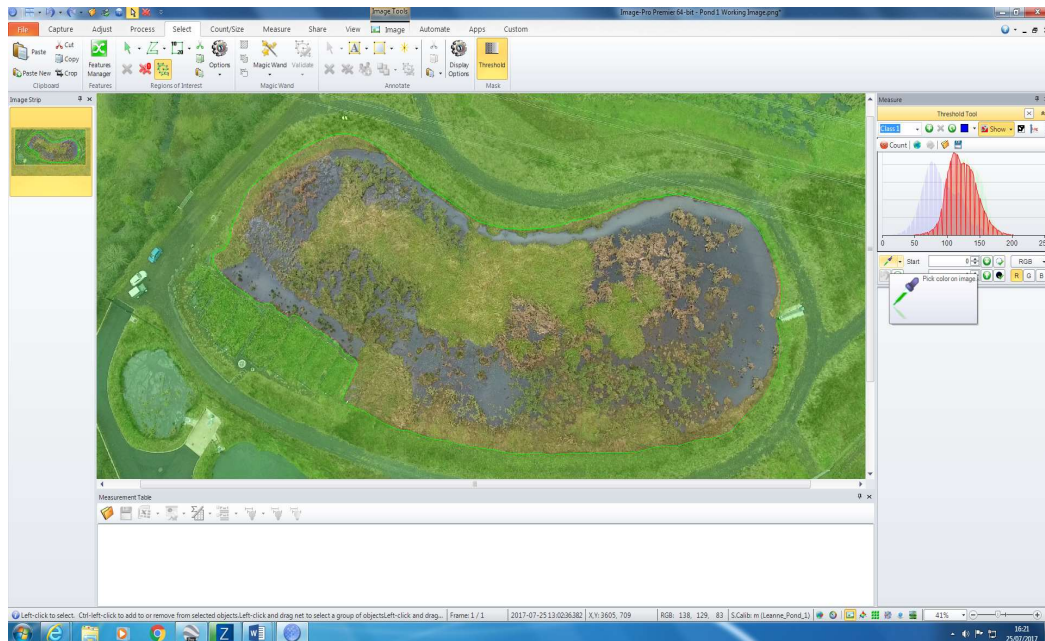 Image Tools
Image-Pro Premier 64-bit - Pond 1 Working Image.png*
File Capture Adjust Process Select Count/Size Measure Share View Image Automate Apps Custom
Paste Cut Copy Paste New Crop
Features Manager
Options
Magic Wand Validate
Display Options
Threshold
Clipboard Features Regions of Interest Magic Wand Annotate Mask
Image Strip
Measure
Threshold Tool
Class 1 Show
Count
0 50 100 150 200
Start 0 RGB
R G B
Pick color on image
Measurement Table
Left-click to select. Ctrl-left-click to add to or remove from selected objects.Left-click and drag net to select a group of objectsLeft-click and drag... Frame: 1 / 1 2017-07-25 13:02:36.382 X,Y: 3605, 709 RGB: 138, 129, 83 S.Calib: m (Leanne_Pond_1) 41%
16:21
25/07/2017